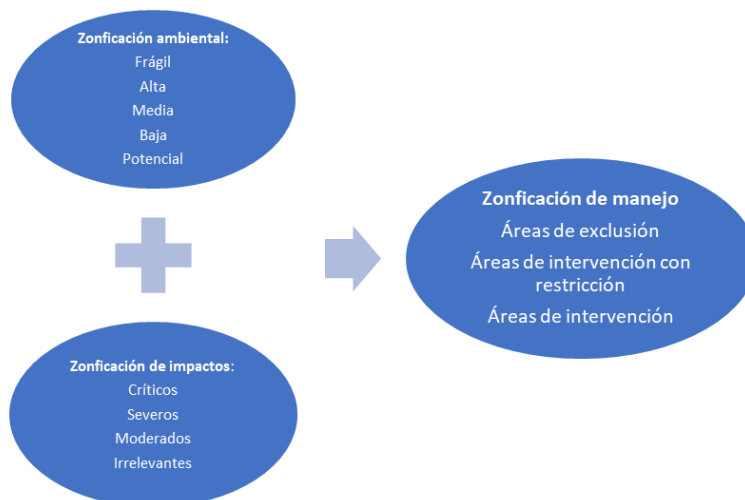 Zonficación ambiental:
Frágil
Alta
Media
Baja
Potencial
Zonficación de impactos:
Críticos
Severos
Moderados
Irrelevantes
Zonficación de manejo
Áreas de exclusión
Áreas de intervención con
restricción
Áreas de intervención